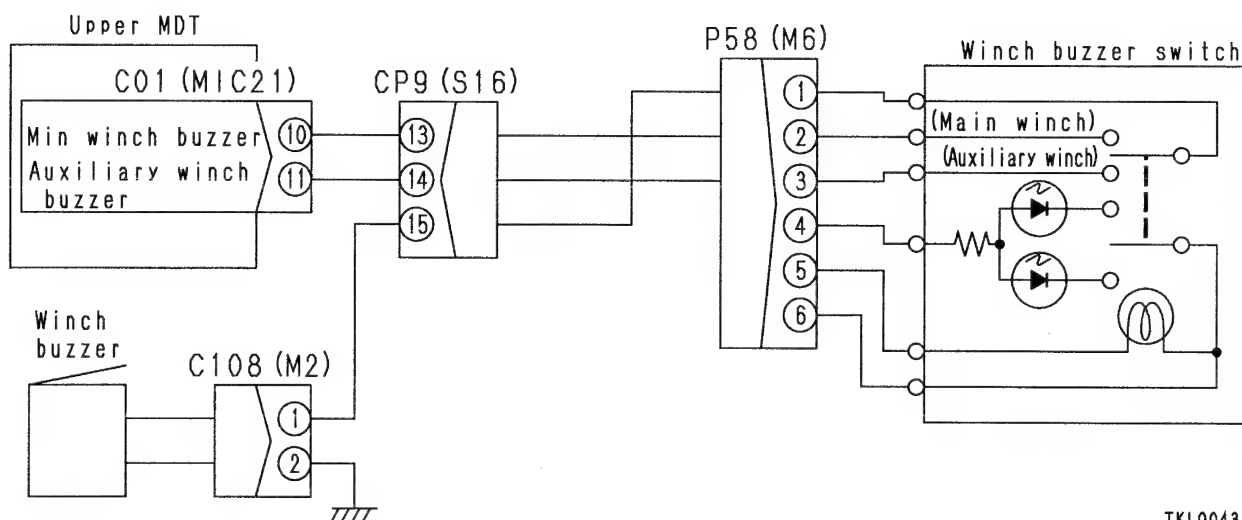 Upper MDT
C01 (MIC21)
Min winch buzzer
Auxiliary winch
buzzer
10
11
CP9 (S16)
13
14
15
P58 (M6)
1
2
3
4
5
6
Winch buzzer switch
(Main winch)
(Auxiliary winch)
Winch
buzzer
C108 (M2)
1
2